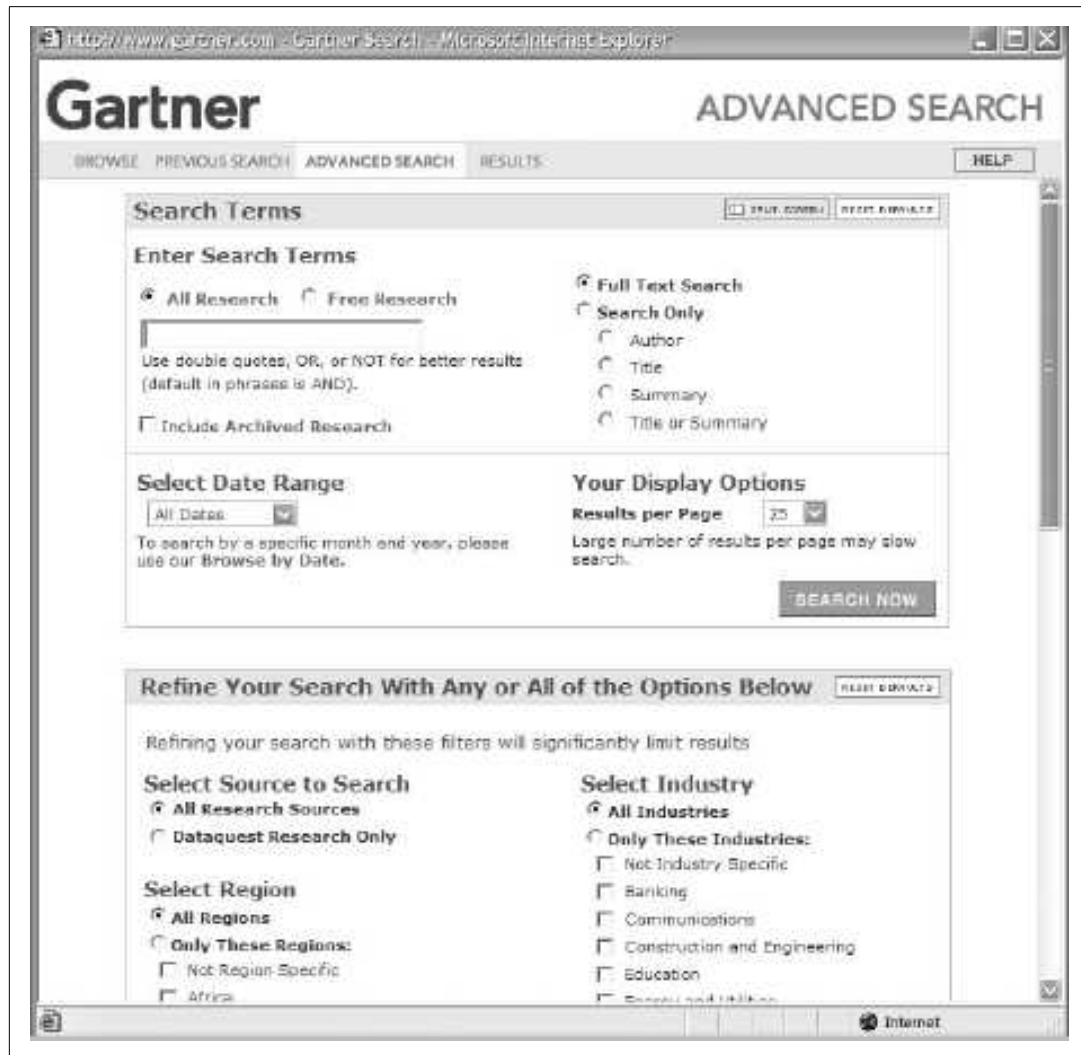 http://www.gartner.com - Gartner Search - Microsoft Internet Explorer
Gartner
ADVANCED SEARCH
BROWSE PREVIOUS SEARCH ADVANCED SEARCH RESULTS HELP
Search Terms
Enter Search Terms
All Research Free Research
Use double quotes, OR, or NOT for better results
(default in phrases is AND).
Include Archived Research
Full Text Search
Search Only
Author
Title
Summary
Title or Summary
Select Date Range
All Dates
To search by a specific month and year, please
use our Browse by Date.
Your Display Options
Results per Page 25
Large number of results per page may slow
search.
SEARCH NOW
Refine Your Search With Any or All of the Options Below
Refining your search with these filters will significantly limit results
Select Source to Search
All Research Sources
Dataquest Research Only
Select Region
All Regions
Only These Regions:
Not Region Specific
Africa
Select Industry
All Industries
Only These Industries:
Not Industry Specific
Banking
Communications
Construction and Engineering
Education
Energy and Utilities
Internet